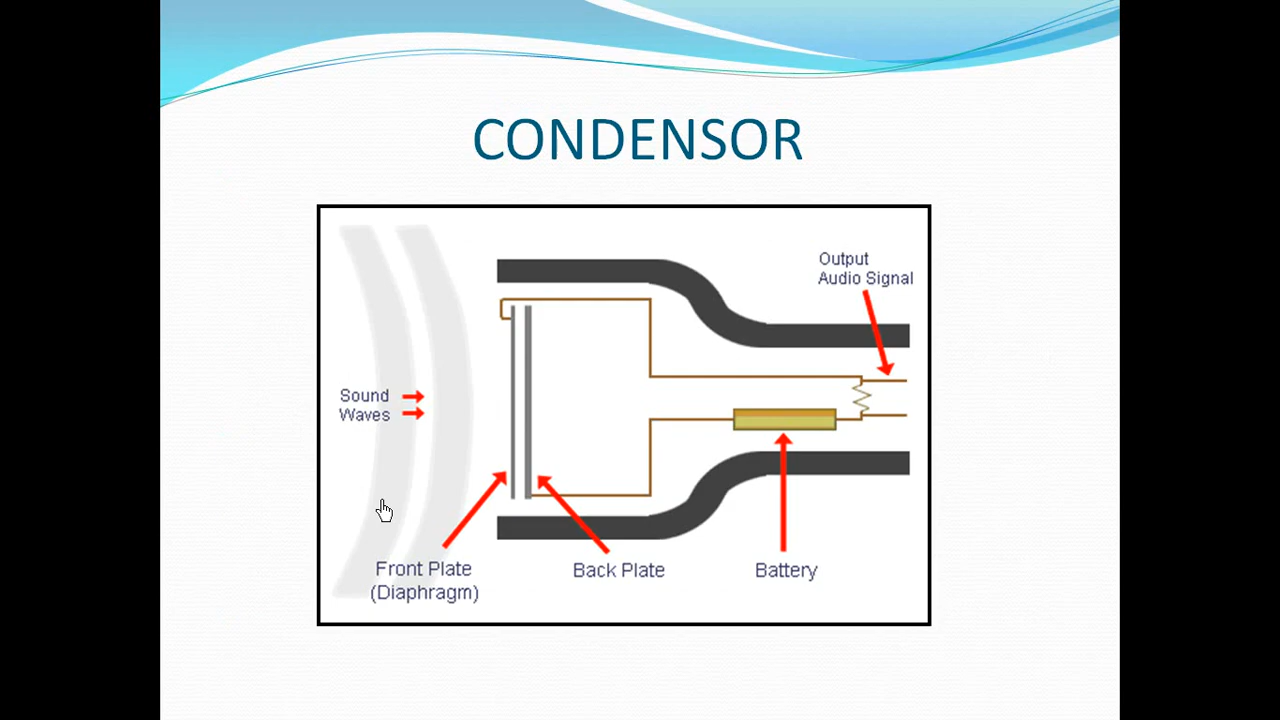 CONDENSOR
Output
Audio Signal
Sound
Waves
Front Plate
(Diaphragm)
Back Plate
Battery